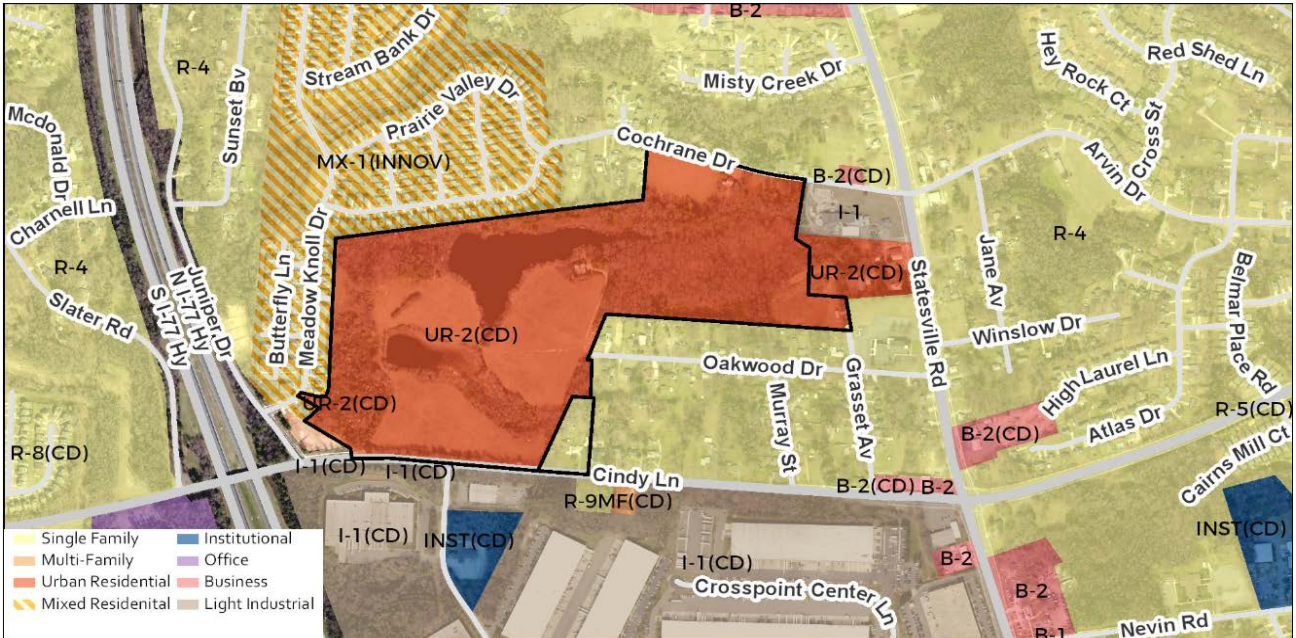 B-2
Stream Bank Dr
Misty Creek Dr
Hey Rock Ct
Red Shed Ln
R-4
Sunset Bv
Prairie Valley Dr
Mcdonald Dr
Cochrane Dr
Cross St
Arvin Dr
MX-1(INNOV)
B-2(CD)
I-1
Charnell Ln
R-4
Meadow Knoll Dr
Butterfly Ln
Juniper Dr
N I-77 Hy
S I-77 Hy
Slater Rd
UR-2(CD)
UR-2(CD)
Statesville Rd
Jane Av
R-4
Belmar Place Rd
Winslow Dr
Oakwood Dr
Grasset Av
Murray St
High Laurel Ln
Atlas Dr
R-5(CD)
UR-2(CD)
R-8(CD)
B-2(CD)
Cairns Mill Ct
I-1(CD)
I-1(CD)
Cindy Ln
B-2(CD)
B-2
R-9MF(CD)
I-1(CD)
INST(CD)
I-1(CD)
B-2
INST(CD)
Crosspoint Center Ln
B-2
Nevin Rd
B-1
Single Family
Multi-Family
Urban Residential
Mixed Residenital
Institutional
Office
Business
Light Industrial